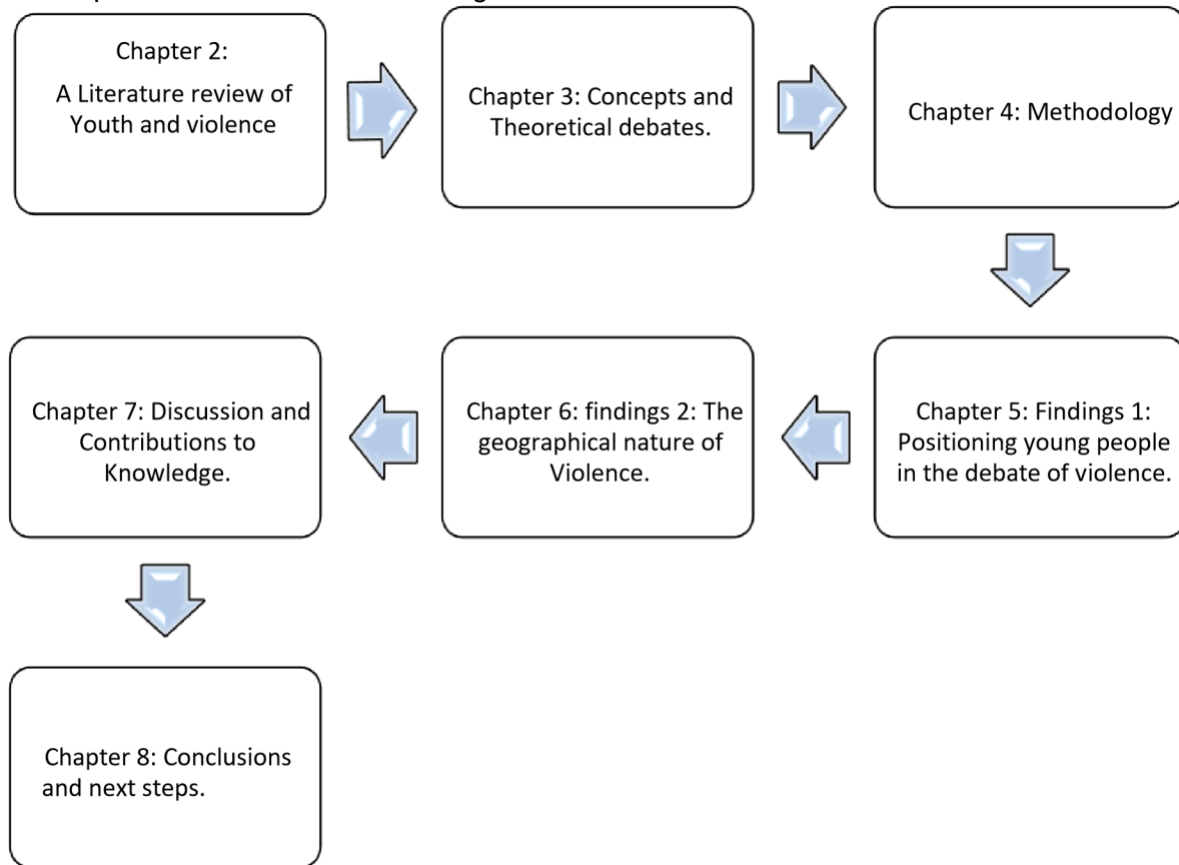 Chapter 2:
A Literature review of
Youth and violence
Chapter 3: Concepts and
Theoretical debates.
Chapter 4: Methodology
Chapter 5: Findings 1:
Positioning young people
in the debate of violence.
Chapter 6: findings 2: The
geographical nature of
Violence.
Chapter 7: Discussion and
Contributions to
Knowledge.
Chapter 8: Conclusions
and next steps.